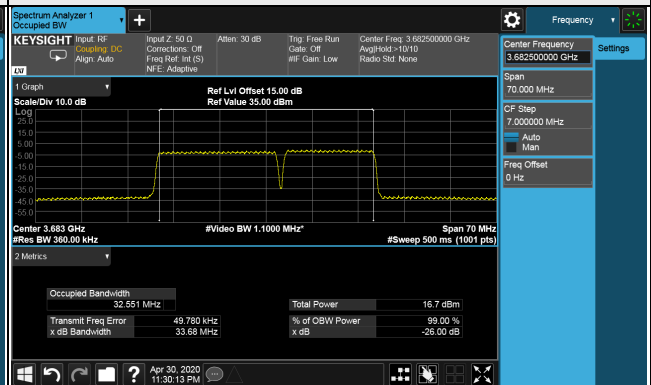 Spectrum Analyzer 1
Occupied BW
Frequency
KEYSIGHT Input: RF
Coupling: DC
Align: Auto
Input Z: 50 Ω
Corrections: Off
Freq Ref: Int (S)
NFE: Adaptive
Atten: 30 dB
Trig: Free Run
Gate: Off
#IF Gain: Low
Center Freq: 3.682500000 GHz
Avg|Hold:>10/10
Radio Std: None
LXI
Center Frequency
3.682500000 GHz
Settings
Span
70.000 MHz
CF Step
7.000000 MHz
Auto
Man
Freq Offset
0 Hz
1 Graph
Scale/Div 10.0 dB
Ref Lvl Offset 15.00 dB
Ref Value 35.00 dBm
Log
25.0
15.0
5.00
-5.00
-15.0
-25.0
-35.0
-45.0
-55.0
Center 3.683 GHz
#Res BW 360.00 kHz
#Video BW 1.1000 MHz*
Span 70 MHz
#Sweep 500 ms (1001 pts)
2 Metrics
Occupied Bandwidth
32.551 MHz
Total Power 16.7 dBm
Transmit Freq Error 49.780 kHz
% of OBW Power 99.00 %
x dB Bandwidth 33.68 MHz
x dB -26.00 dB
?
Apr 30, 2020
11:30:13 PM